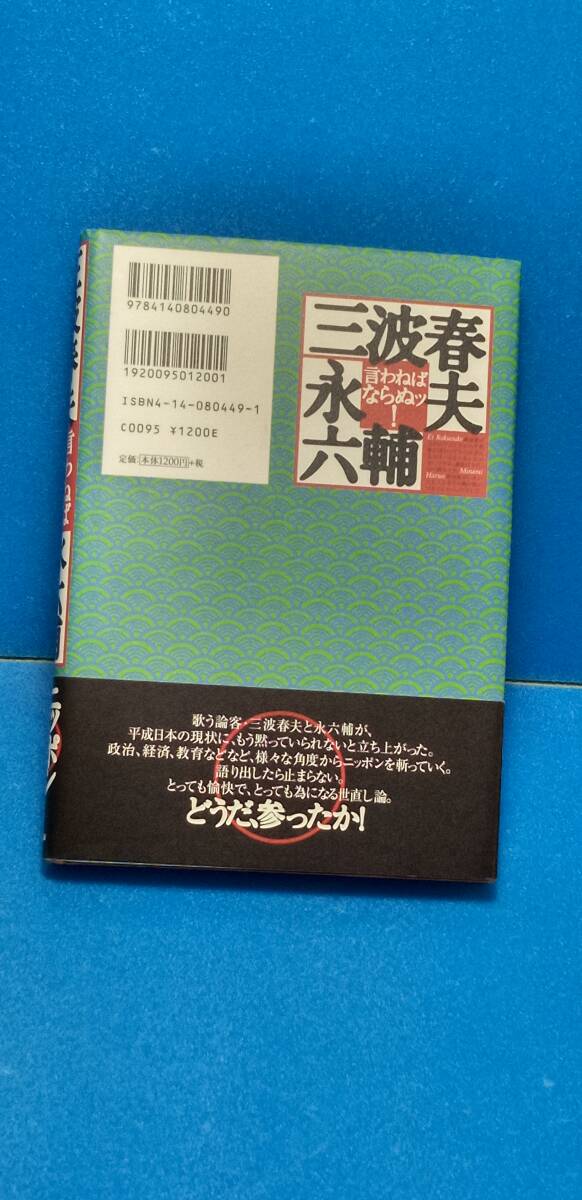 9784140804490
1920095012001
ISBN4-14-080449-1
C0095 ¥1200E
定価:本体1200円+税
三波春夫
永六輔
言わねば
ならぬッ
!
Ei Rokusuke
Minami
Haruo
歌う論客・三波春夫と永六輔が、
平成日本の現状に、もう黙っていられないと立ち上がった。
政治、経済、教育などなど、様々な角度からニッポンを斬っていく。
語り出したら止まらない。
とっても愉快で、とっても為になる世直し論。
どうだ、参ったか!